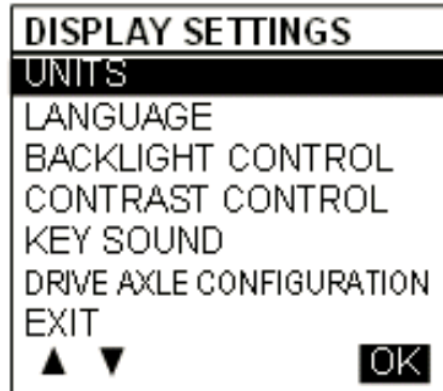 DISPLAY SETTINGS
UNITS
LANGUAGE
BACKLIGHT CONTROL
CONTRAST CONTROL
KEY SOUND
DRIVE AXLE CONFIGURATION
EXIT
▲ ▼ OK